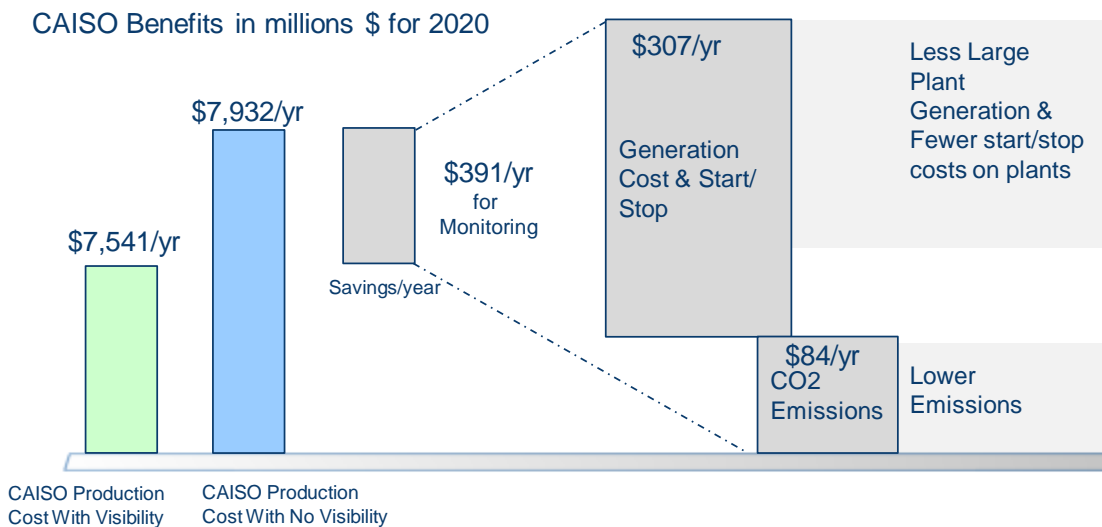 CAISO Benefits in millions $ for 2020
$7,541/yr
$7,932/yr
$391/yr
for
Monitoring
Savings/year
$307/yr
Generation
Cost & Start/
Stop
Less Large
Plant
Generation &
Fewer start/stop
costs on plants
$84/yr
CO2
Emissions
Lower
Emissions
CAISO Production
Cost With Visibility
CAISO Production
Cost With No Visibility